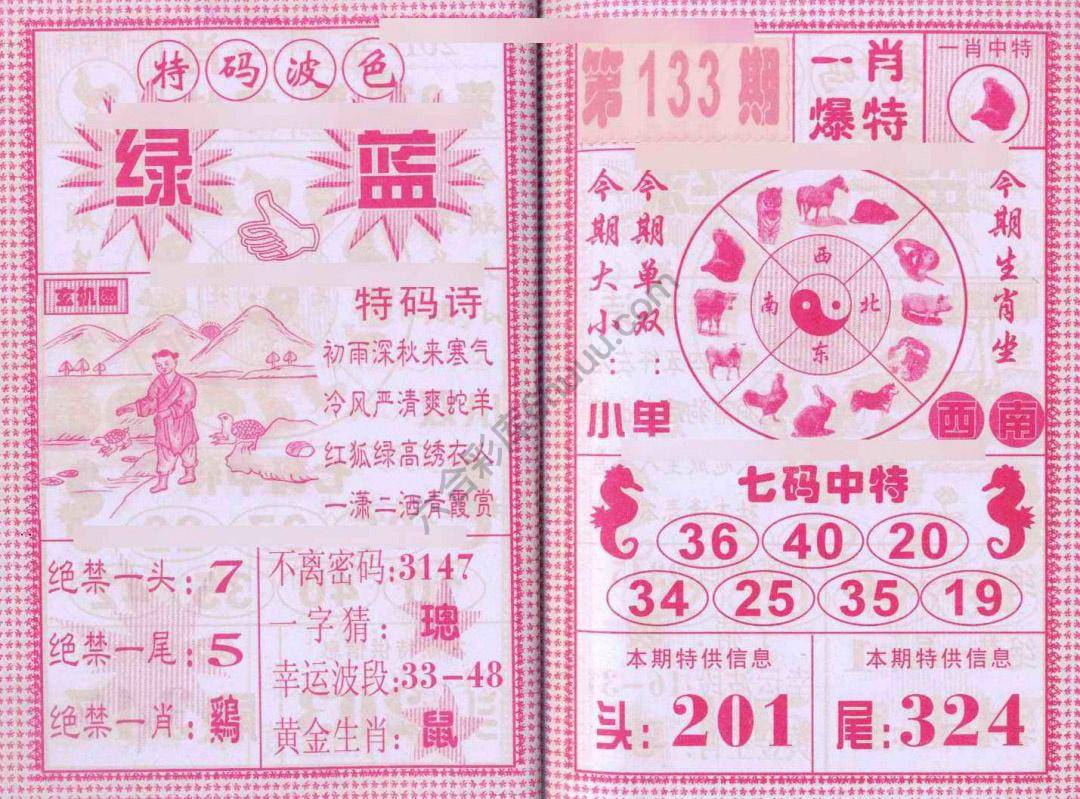 特码波色
绿 蓝
玄机图
特码诗
初雨深秋来寒气
冷风严清爽蛇羊
红狐绿高绣衣人
一潇二洒青霞赏
绝禁一头:7
绝禁一尾:5
绝禁一肖:鷄
不离密码:3147
一字猜:璁
幸运波段:33-48
黄金生肖:鼠
第133期
一肖
爆特
一肖中特
今期大小:小
今期单双:单
西
南 北
东
今期生肖坐
西南
七码中特
36 40 20
34 25 35 19
本期特供信息
头:201
本期特供信息
尾:324